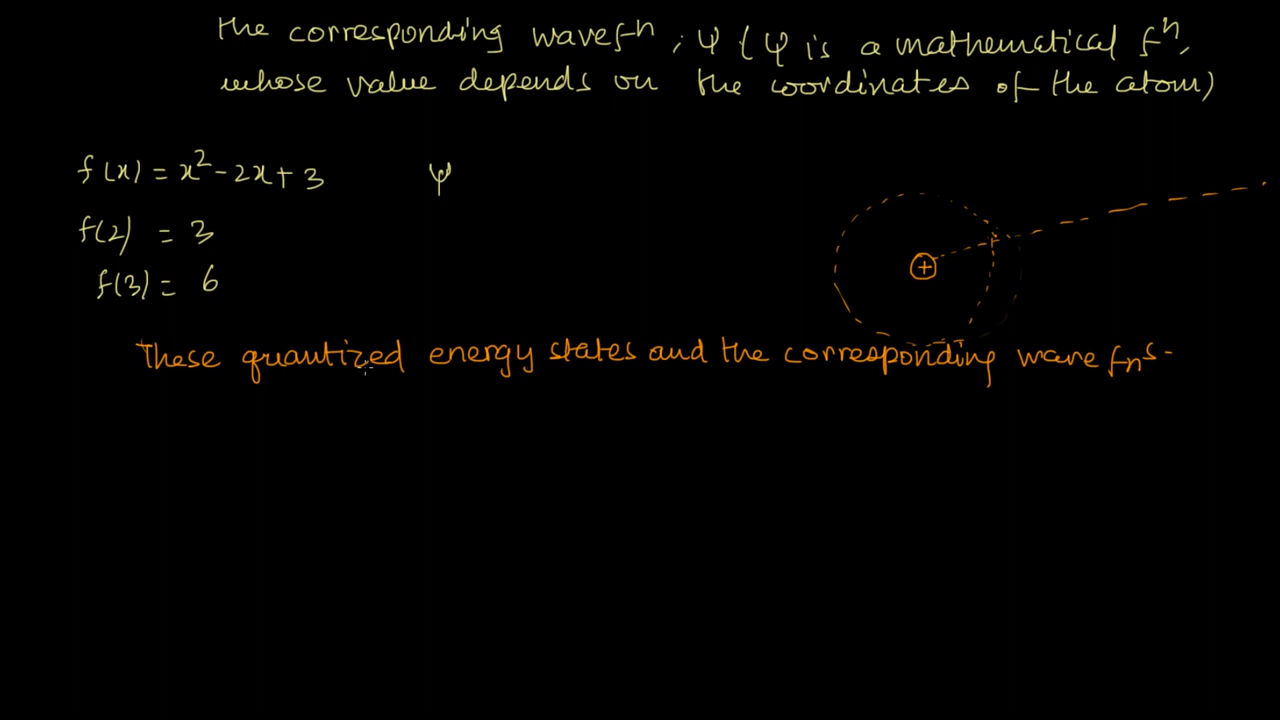 the corresponding wavefⁿ, ψ (ψ is a mathematical fⁿ,
whose value depends on the coordinates of the atom)
f(x) = x² - 2x + 3 ψ
f(2) = 3
f(3) = 6
+
These quantized energy states and the corresponding wave fnˢ -